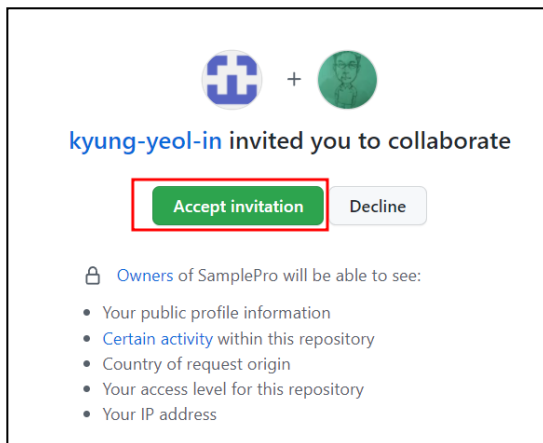 +
kyung-yeol-in invited you to collaborate
Accept invitation Decline
Owners of SamplePro will be able to see:
• Your public profile information
• Certain activity within this repository
• Country of request origin
• Your access level for this repository
• Your IP address